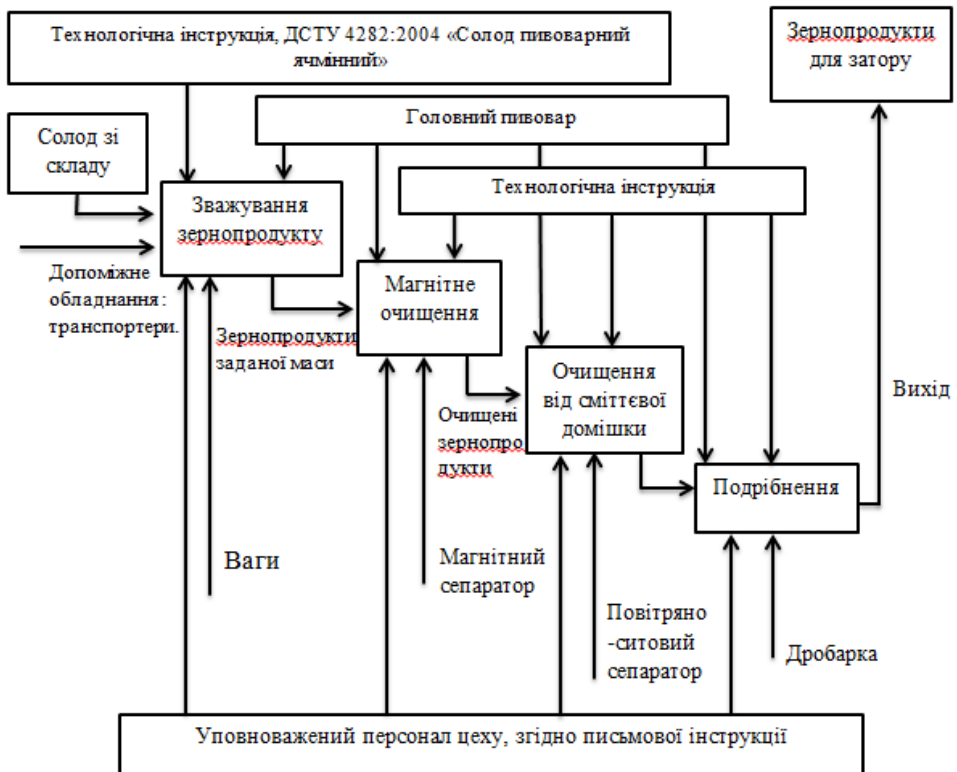 Технологічна інструкція, ДСТУ 4282:2004 «Солод пивоварний
ячмінний»
Зернопродукти
для затору
Головний пивовар
Солод зі
складу
Технологічна інструкція
Зважування
зернопродукту
Допоміжне
обладнання:
транспортери.
Магнітне
очищення
Зернопродукти
заданої маси
Очищення
від сміттєвої
домішки
Вихід
Очищені
зернопро
дукти
Подрібнення
Ваги
Магнітний
сепаратор
Повітряно
-ситовий
сепаратор
Дробарка
Уповноважений персонал цеху, згідно письмової інструкції